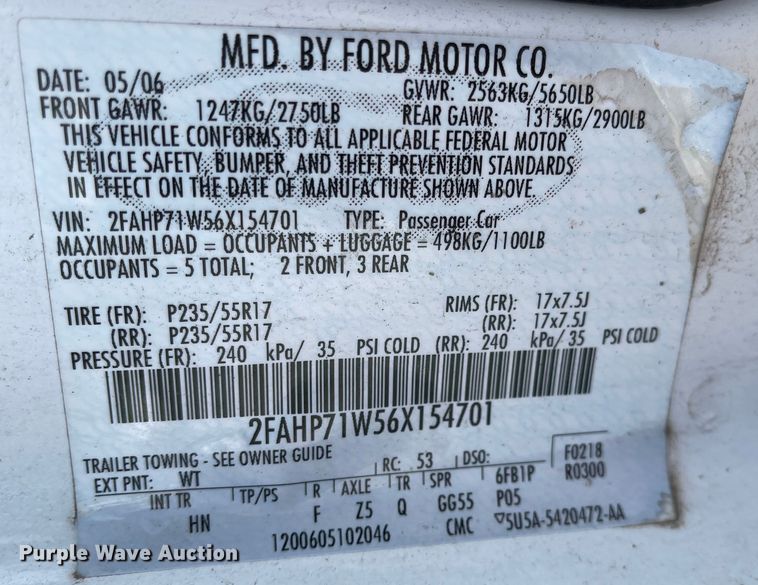 MFD. BY FORD MOTOR CO.
DATE: 05/06 GVWR: 2563KG/5650LB
FRONT GAWR: 1247KG/2750LB REAR GAWR: 1315KG/2900LB
THIS VEHICLE CONFORMS TO ALL APPLICABLE FEDERAL MOTOR
VEHICLE SAFETY, BUMPER, AND THEFT PREVENTION STANDARDS
IN EFFECT ON THE DATE OF MANUFACTURE SHOWN ABOVE.
VIN: 2FAHP71W56X154701 TYPE: Passenger Car
MAXIMUM LOAD = OCCUPANTS + LUGGAGE = 498KG/1100LB
OCCUPANTS = 5 TOTAL; 2 FRONT, 3 REAR
TIRE (FR): P235/55R17 RIMS (FR): 17x7.5J
(RR): P235/55R17 (RR): 17x7.5J
PRESSURE (FR): 240 kPa/ 35 PSI COLD (RR): 240 kPa/ 35 PSI COLD
2FAHP71W56X154701
TRAILER TOWING - SEE OWNER GUIDE
EXT PNT: WT RC: 53 DSO: F0218
INT TR TP/PS R AXLE TR SPR 6FB1P R0300
HN F Z5 Q GG55 P05
1200605102046 CMC ▽5U5A-5420472-AA
Purple Wave Auction